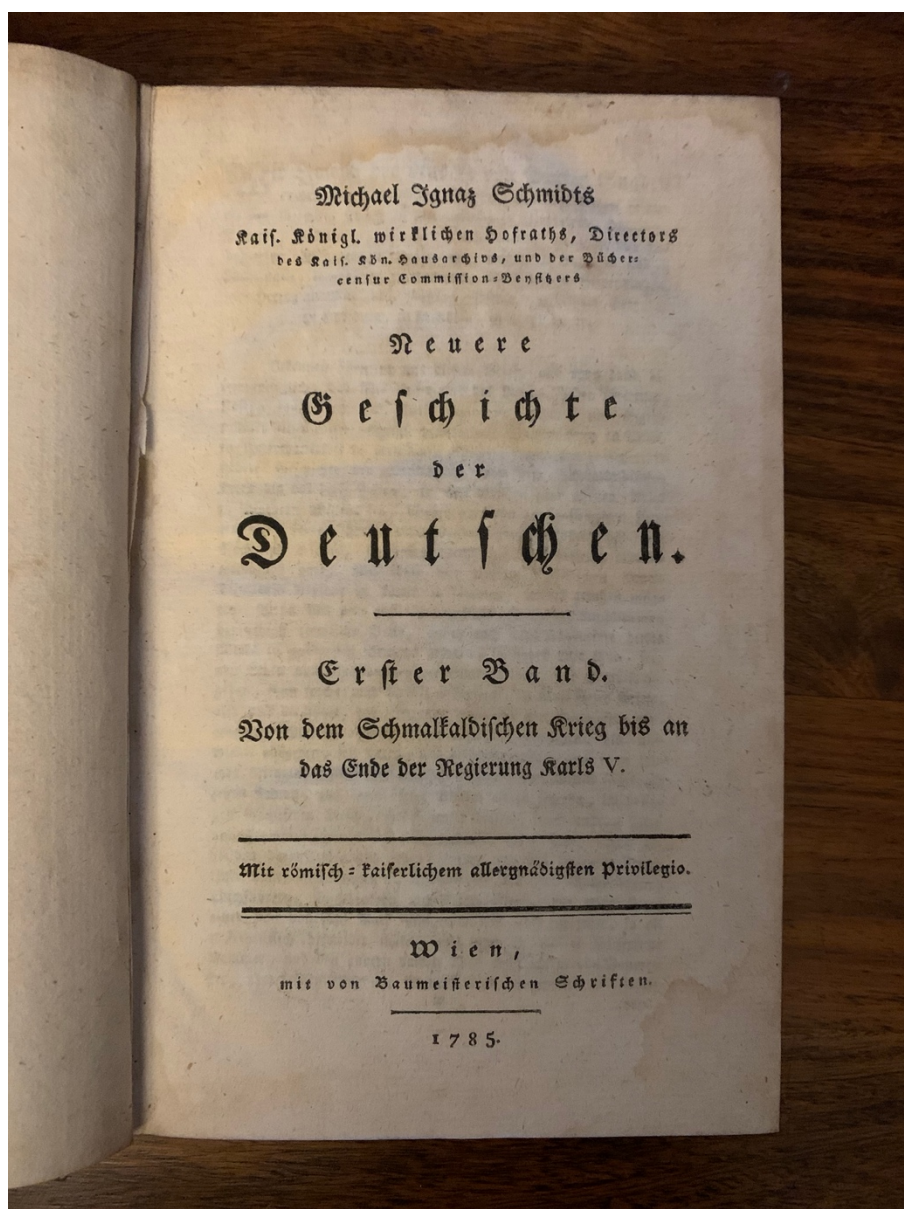 Michael Ignaz Schmidts
Kais. Königl. wirklichen Hofraths, Directors
des Kais. Kön. Hausarchivs, und der Bücher⸗
censur Commission⸗Beysitzers
Neuere
Geschichte
der
Deutschen.
Erster Band.
Von dem Schmalkaldischen Krieg bis an
das Ende der Regierung Karls V.
Mit römisch⸗kaiserlichem allergnädigsten Privilegio.
Wien,
mit von Baumeisterischen Schriften.
1785.